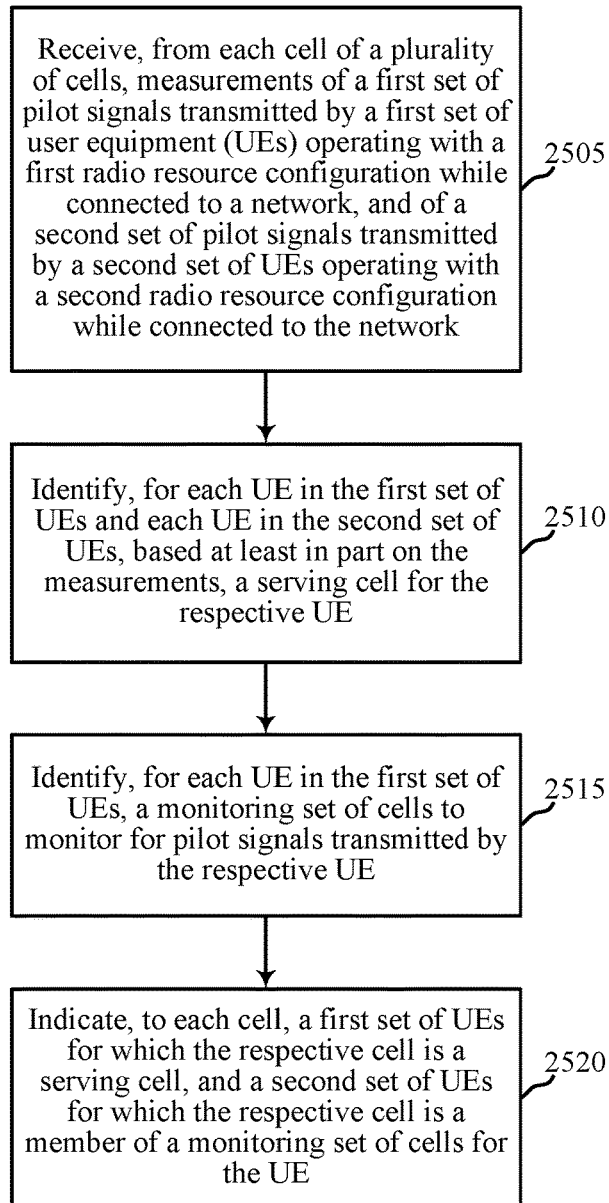 Receive, from each cell of a plurality
of cells, measurements of a first set of
pilot signals transmitted by a first set of
user equipment (UEs) operating with a
first radio resource configuration while
connected to a network, and of a
second set of pilot signals transmitted
by a second set of UEs operating with
a second radio resource configuration
while connected to the network
2505
Identify, for each UE in the first set of
UEs and each UE in the second set of
UEs, based at least in part on the
measurements, a serving cell for the
respective UE
2510
Identify, for each UE in the first set of
UEs, a monitoring set of cells to
monitor for pilot signals transmitted by
the respective UE
2515
Indicate, to each cell, a first set of UEs
for which the respective cell is a
serving cell, and a second set of UEs
for which the respective cell is a
member of a monitoring set of cells for
the UE
2520